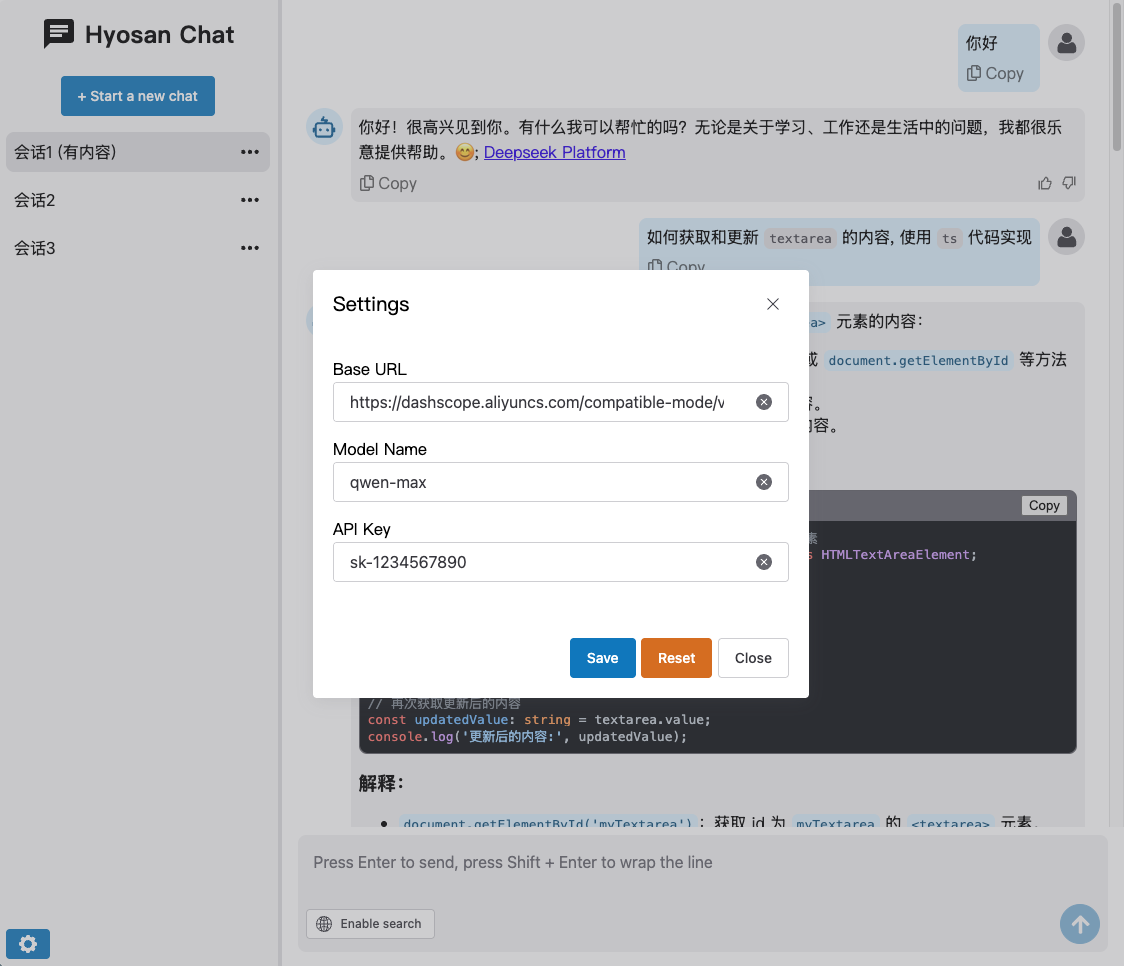 Hyosan Chat
+ Start a new chat
会话1 (有内容)
会话2
会话3
你好
Copy
你好！很高兴见到你。有什么我可以帮忙的吗？无论是关于学习、工作还是生活中的问题，我都很乐
意提供帮助。😊; Deepseek Platform
Copy
如何获取和更新 textarea 的内容, 使用 ts 代码实现
Copy
a> 元素的内容：
或 document.getElementById 等方法
。
内容。
Copy
素
HTMLTextAreaElement;
Settings
Base URL
https://dashscope.aliyuncs.com/compatible-mode/v
Model Name
qwen-max
API Key
sk-1234567890
Save
Reset
Close
// 再次获取更新后的内容
const updatedValue: string = textarea.value;
console.log('更新后的内容:', updatedValue);
解释：
• document.getElementById('myTextarea')：获取 id 为 myTextarea 的 <textarea> 元素。
Press Enter to send, press Shift + Enter to wrap the line
Enable search